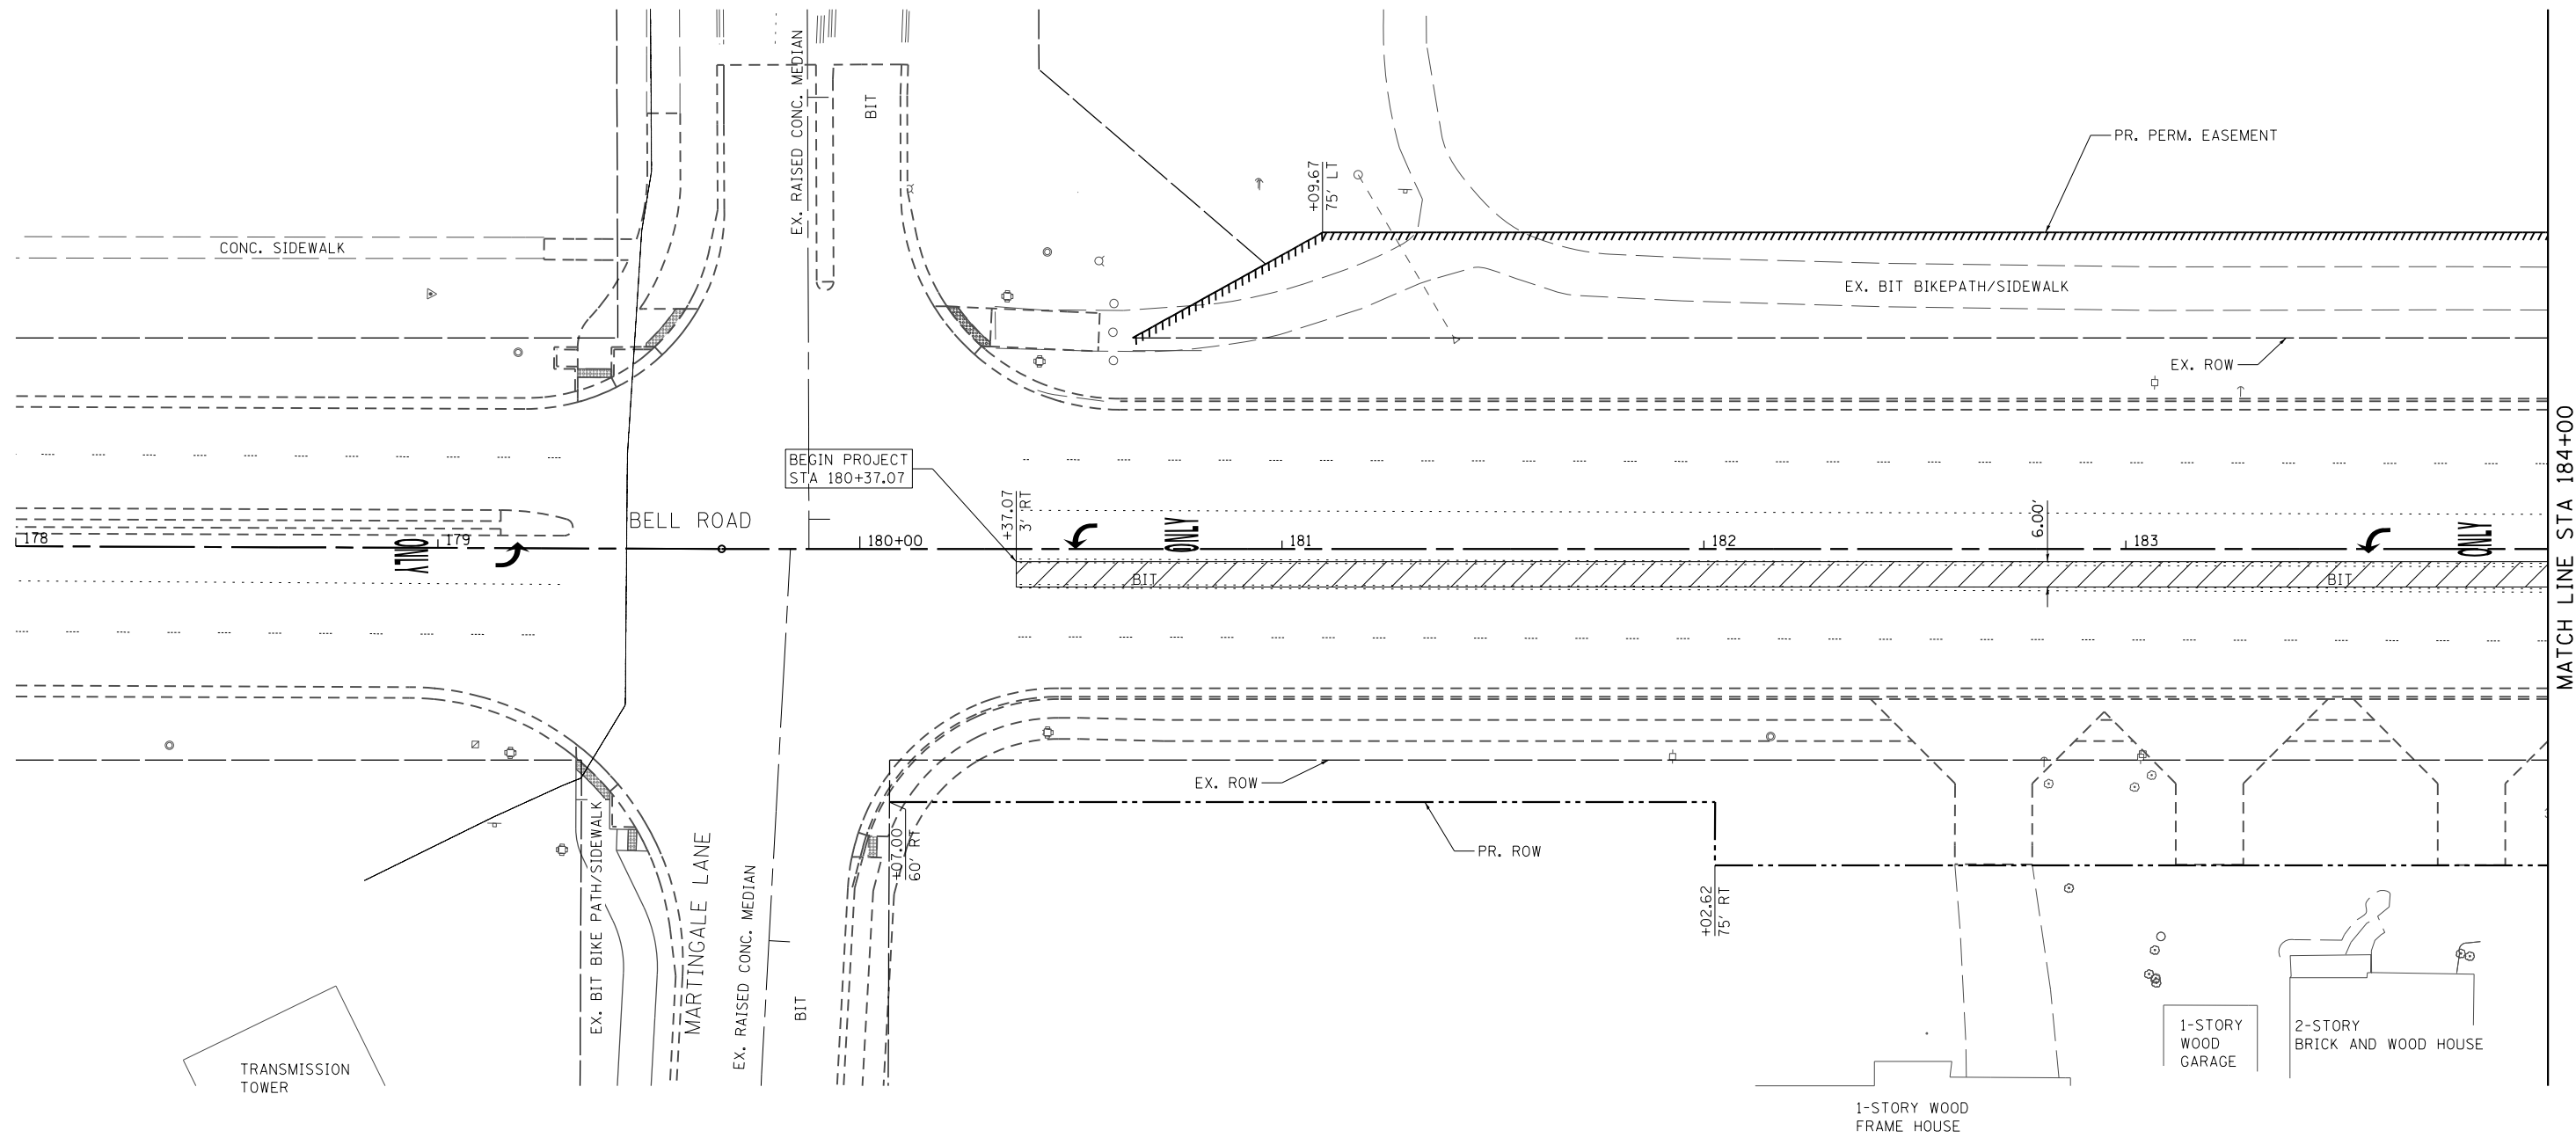 EX. RAISED CONC. MEDIAN
BIT
PR. PERM. EASEMENT
+09.67
75' LT
CONC. SIDEWALK
EX. BIT BIKEPATH/SIDEWALK
EX. ROW
BEGIN PROJECT
STA 180+37.07
+37.07
3' RT
BELL ROAD
6.00'
178
ONLY
179
180+00
ONLY
181
182
183
ONLY
BIT
BIT
MATCH LINE STA 184+00
EX. ROW
+07.00
60' RT
PR. ROW
+02.62
75' RT
EX. BIT BIKE PATH/SIDEWALK
MARTINGALE LANE
EX. RAISED CONC. MEDIAN
BIT
TRANSMISSION
TOWER
1-STORY
WOOD
GARAGE
2-STORY
BRICK AND WOOD HOUSE
1-STORY WOOD
FRAME HOUSE